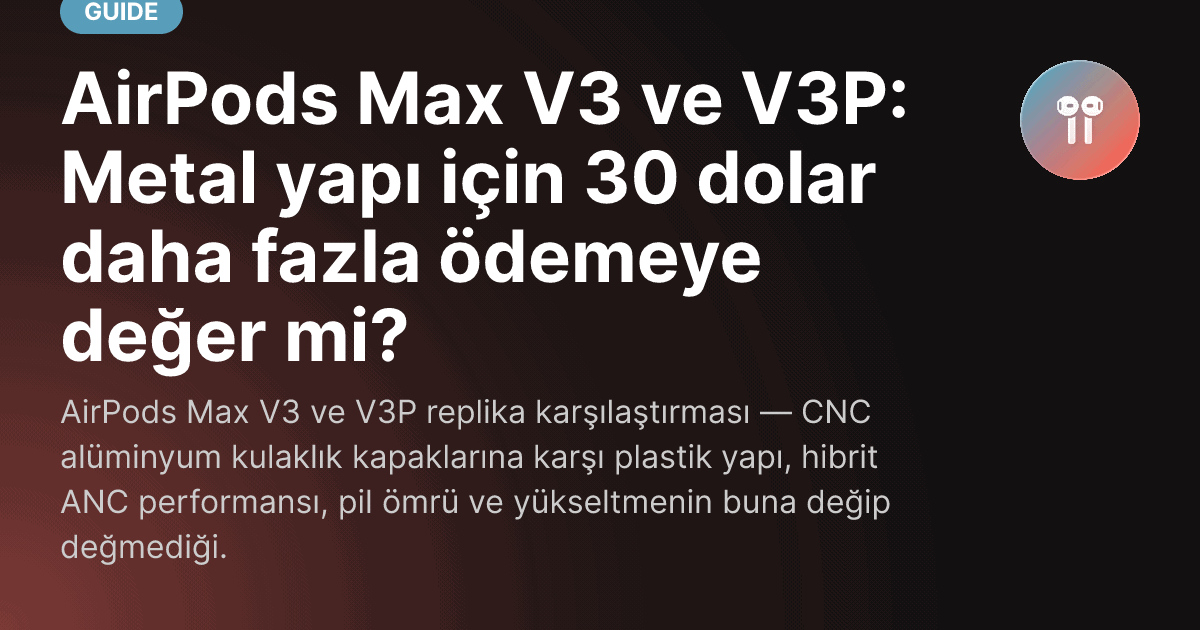 GUIDE
AirPods Max V3 ve V3P:
Metal yapı için 30 dolar
daha fazla ödemeye
değer mi?
AirPods Max V3 ve V3P replika karşılaştırması — CNC
alüminyum kulaklık kapaklarına karşı plastik yapı, hibrit
ANC performansı, pil ömrü ve yükseltmenin buna değip
değmediği.